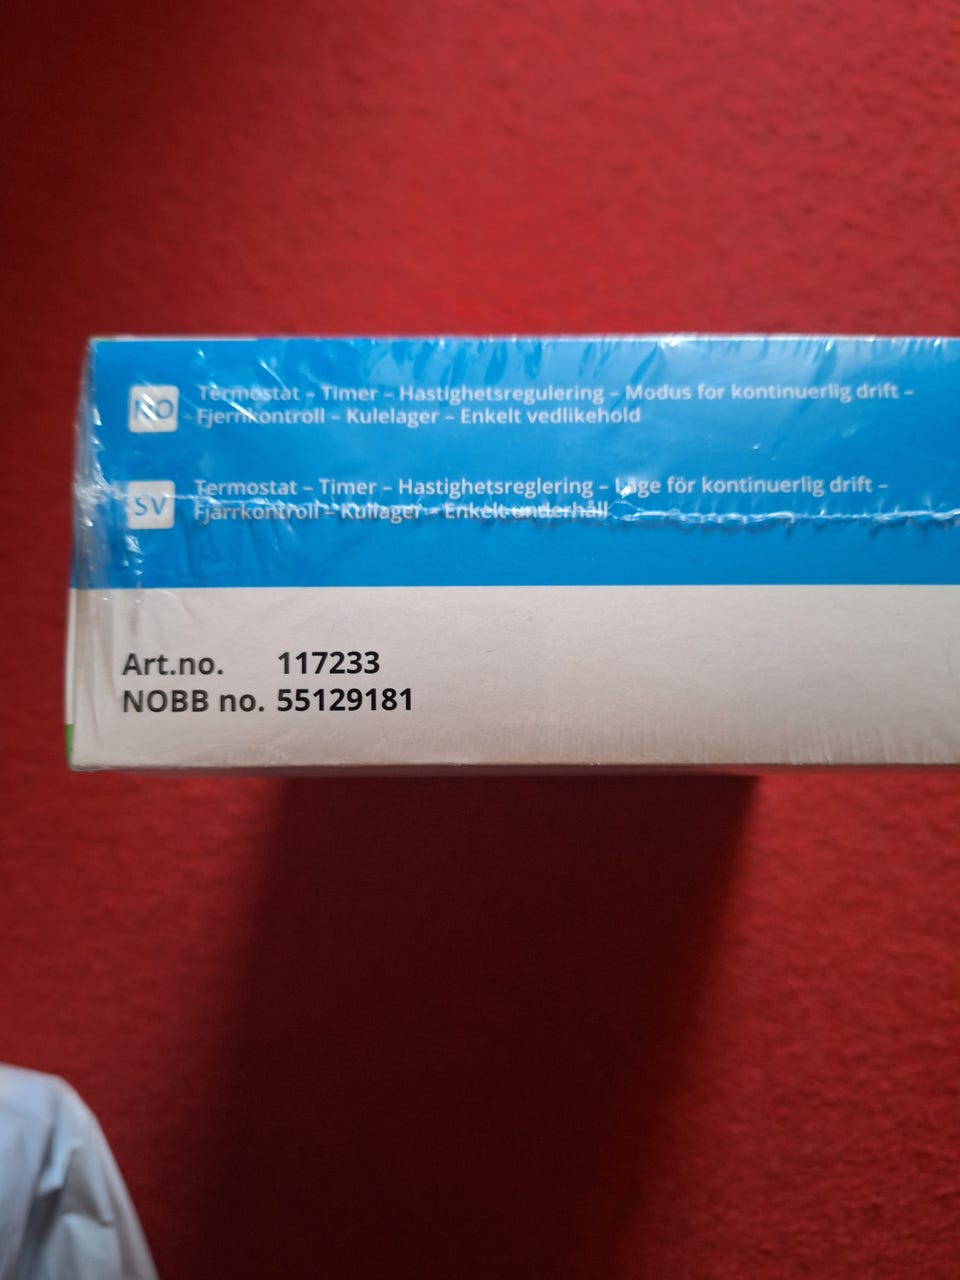 NO
Termostat – Timer – Hastighetsregulering – Modus for kontinuerlig drift –
Fjernkontroll – Kulelager – Enkelt vedlikehold
SV
Termostat – Timer – Hastighetsreglering – Läge för kontinuerlig drift –
Fjärrkontroll – Kullager – Enkelt underhåll
Art.no. 117233
NOBB no. 55129181